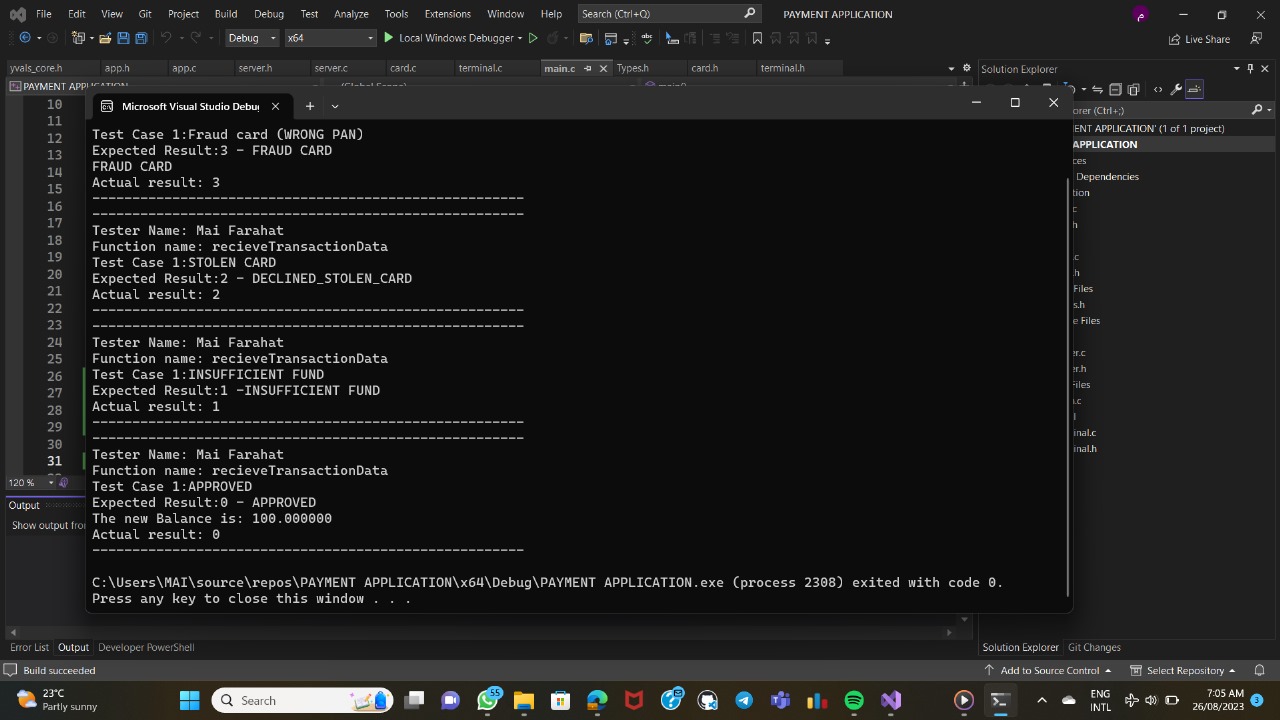 File Edit View Git Project Build Debug Test Analyze Tools Extensions Window Help Search (Ctrl+Q) PAYMENT APPLICATION
Debug x64 Local Windows Debugger Live Share
yvals_core.h app.h app.c server.h server.c card.c terminal.c main.c Types.h card.h terminal.h Solution Explorer
PAYMENT APPLICATION
Microsoft Visual Studio Debu
orer (Ctrl+;)
ENT APPLICATION' (1 of 1 project)
APPLICATION
ces
Dependencies
tion
.c
.h
.c
.h
Files
s.h
e Files
er.c
er.h
Files
.c
l
inal.c
inal.h
10
11
12
13
14
15
16
17
18
19
20
21
22
23
24
25
26
27
28
29
30
31
Test Case 1:Fraud card (WRONG PAN)
Expected Result:3 - FRAUD CARD
FRAUD CARD
Actual result: 3
------------------------------------------------------
------------------------------------------------------
Tester Name: Mai Farahat
Function name: recieveTransactionData
Test Case 1:STOLEN CARD
Expected Result:2 - DECLINED_STOLEN_CARD
Actual result: 2
------------------------------------------------------
------------------------------------------------------
Tester Name: Mai Farahat
Function name: recieveTransactionData
Test Case 1:INSUFFICIENT FUND
Expected Result:1 -INSUFFICIENT FUND
Actual result: 1
------------------------------------------------------
------------------------------------------------------
Tester Name: Mai Farahat
Function name: recieveTransactionData
Test Case 1:APPROVED
Expected Result:0 - APPROVED
The new Balance is: 100.000000
Actual result: 0
------------------------------------------------------
C:\Users\MAI\source\repos\PAYMENT APPLICATION\x64\Debug\PAYMENT APPLICATION.exe (process 2308) exited with code 0.
Press any key to close this window . . .
120 %
Output
Show output from
Error List Output Developer PowerShell Solution Explorer Git Changes
Build succeeded Add to Source Control Select Repository
23°C
Partly sunny
Search
55
ENG
INTL
7:05 AM
26/08/2023
3